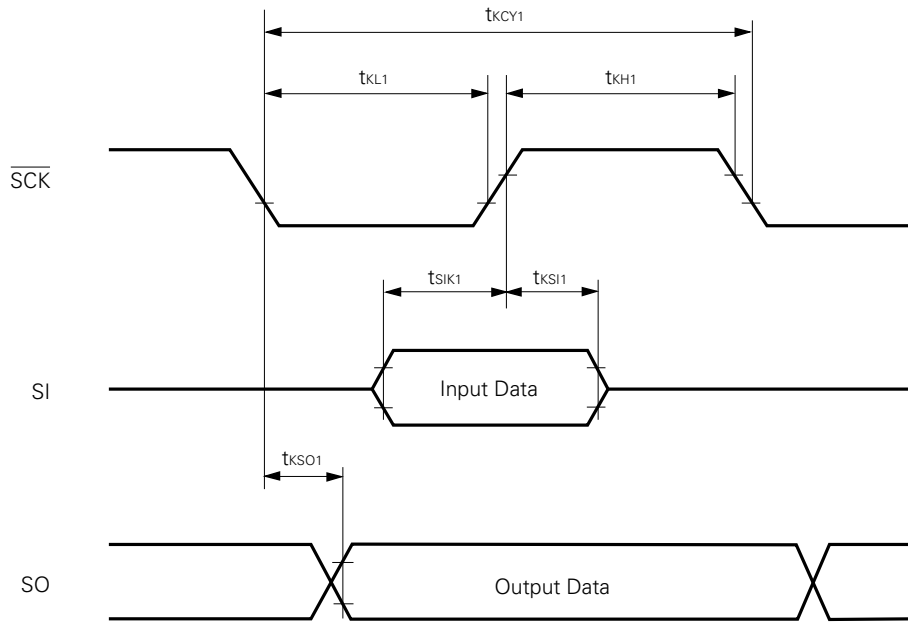 tKCY1
tKL1 tKH1
SCK
tSIK1 tKSI1
SI Input Data
tKSO1
SO Output Data